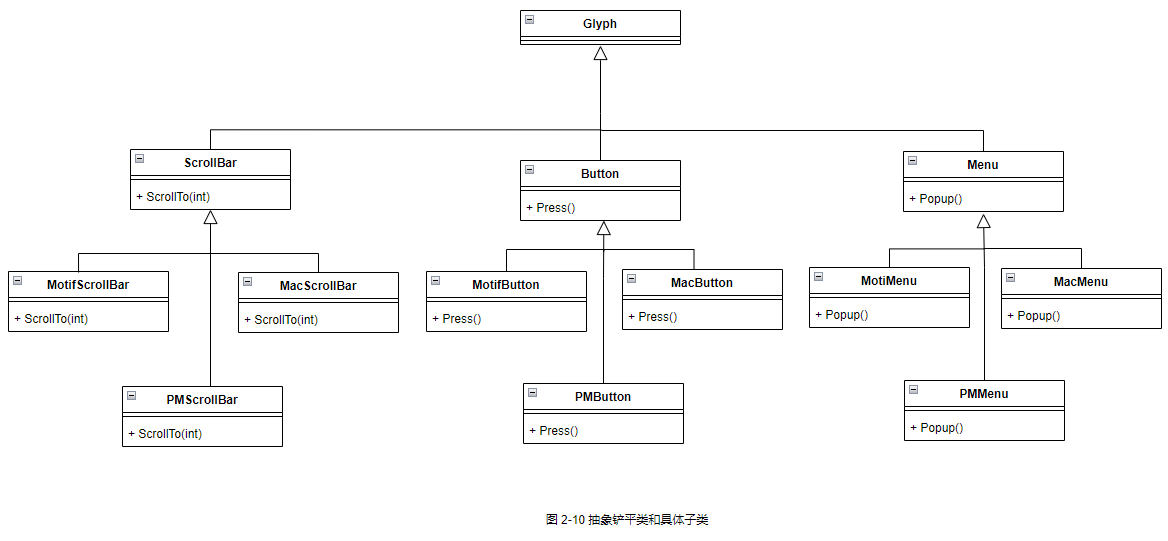 Glyph
ScrollBar
+ ScrollTo(int)
Button
+ Press()
Menu
+ Popup()
MotifScrollBar
+ ScrollTo(int)
MacScrollBar
+ ScrollTo(int)
MotifButton
+ Press()
MacButton
+ Press()
MotiMenu
+ Popup()
MacMenu
+ Popup()
PMScrollBar
+ ScrollTo(int)
PMButton
+ Press()
PMMenu
+ Popup()
图 2-10 抽象铲平类和具体子类